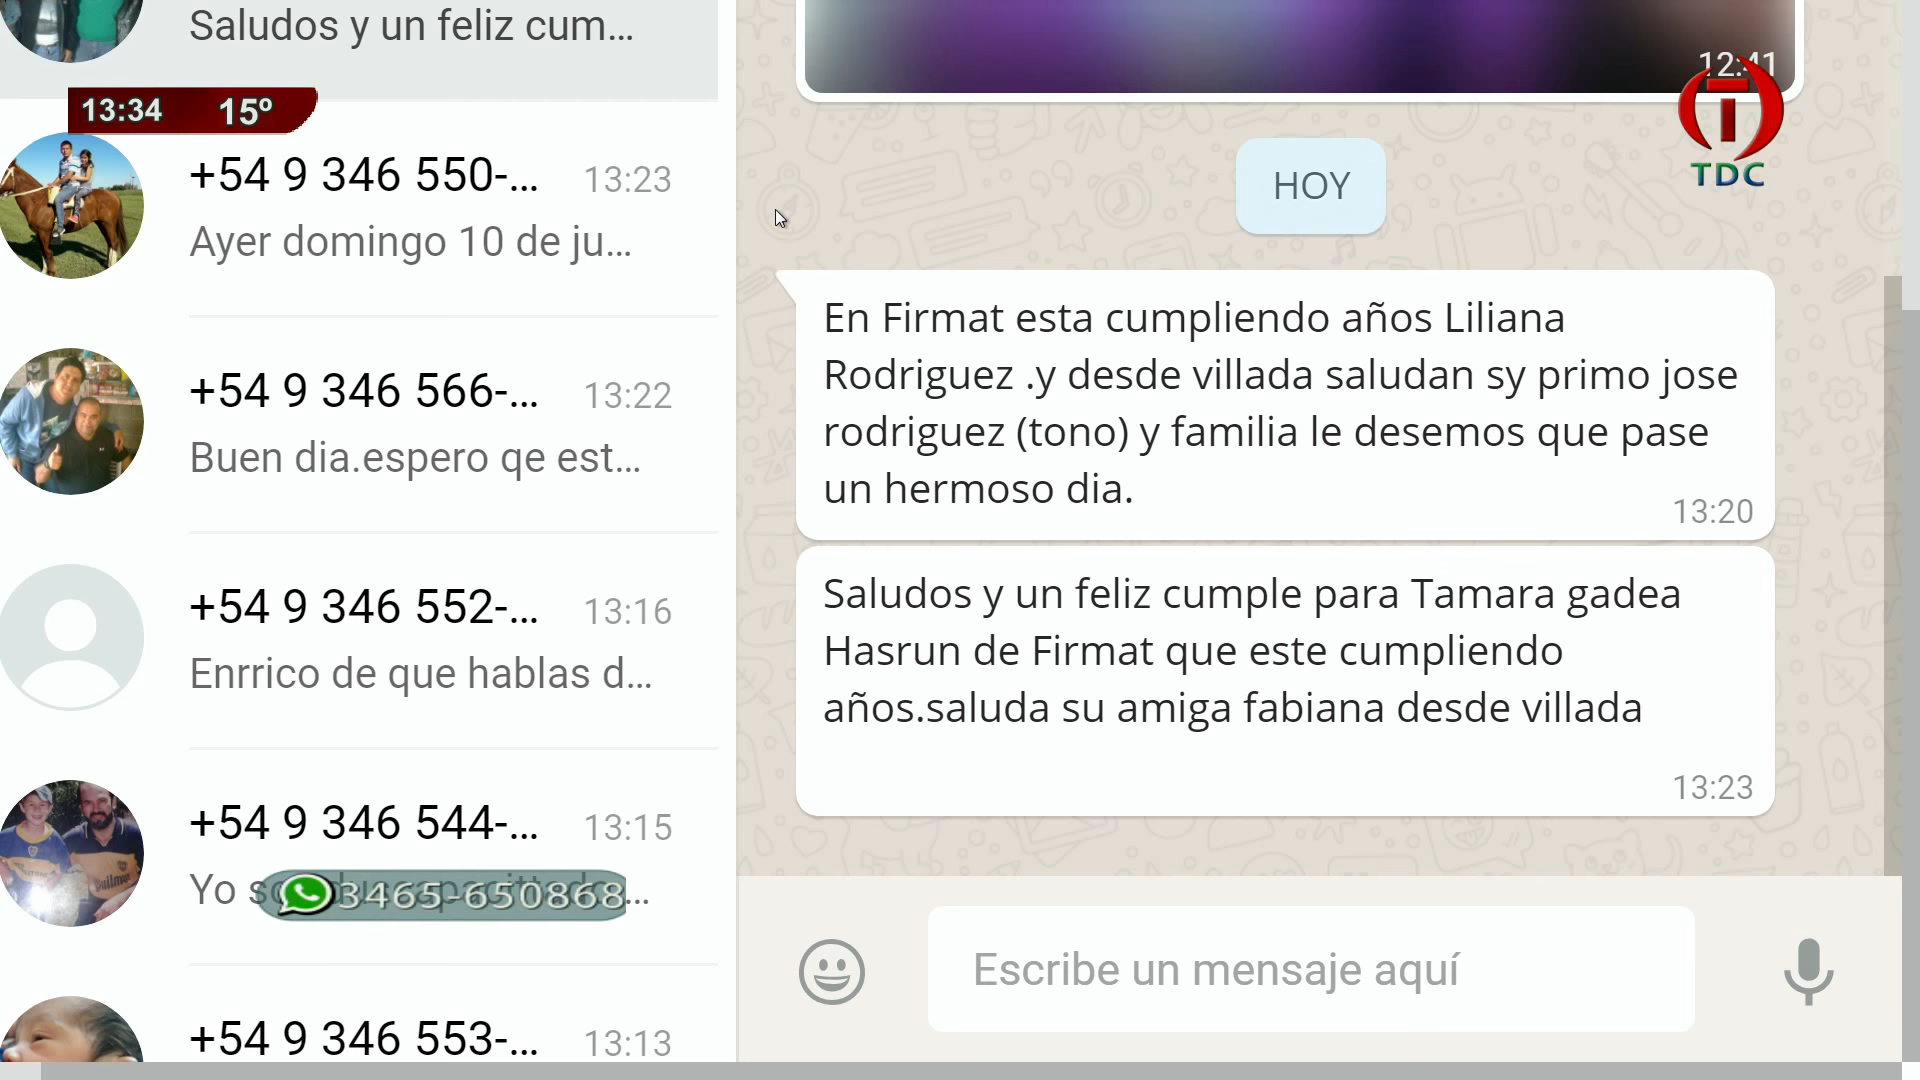 Saludos y un feliz cum...
13:34 15º
+54 9 346 550-... 13:23
Ayer domingo 10 de ju...
+54 9 346 566-... 13:22
Buen dia.espero qe est...
+54 9 346 552-... 13:16
Enrrico de que hablas d...
+54 9 346 544-... 13:15
Yo
3465-650868
+54 9 346 553-... 13:13
12:41
TDC
HOY
En Firmat esta cumpliendo años Liliana
Rodriguez .y desde villada saludan sy primo jose
rodriguez (tono) y familia le desemos que pase
un hermoso dia.
13:20
Saludos y un feliz cumple para Tamara gadea
Hasrun de Firmat que este cumpliendo
años.saluda su amiga fabiana desde villada
13:23
Escribe un mensaje aquí